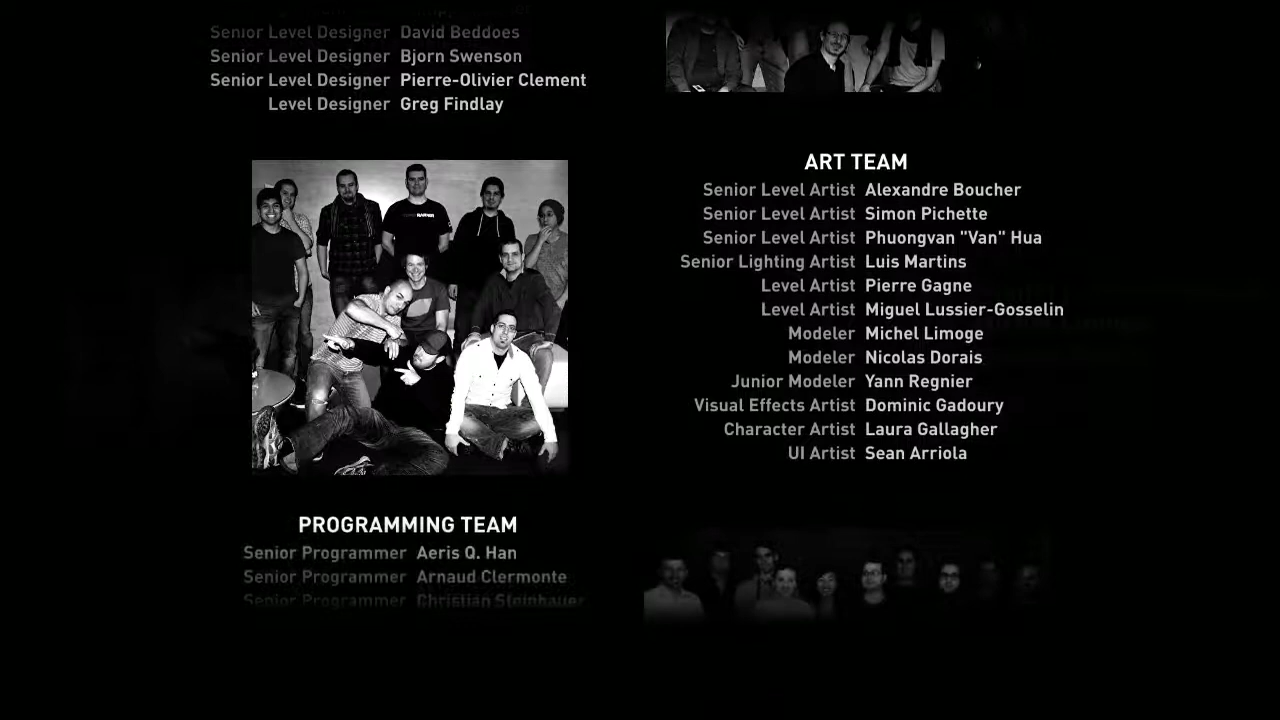 Senior Level Designer David Beddoes
Senior Level Designer Bjorn Swenson
Senior Level Designer Pierre-Olivier Clement
Level Designer Greg Findlay
PROGRAMMING TEAM
Senior Programmer Aeris Q. Han
Senior Programmer Arnaud Clermonte
Senior Programmer Christian Steinhauer
ART TEAM
Senior Level Artist Alexandre Boucher
Senior Level Artist Simon Pichette
Senior Level Artist Phuongvan "Van" Hua
Senior Lighting Artist Luis Martins
Level Artist Pierre Gagne
Level Artist Miguel Lussier-Gosselin
Modeler Michel Limoge
Modeler Nicolas Dorais
Junior Modeler Yann Regnier
Visual Effects Artist Dominic Gadoury
Character Artist Laura Gallagher
UI Artist Sean Arriola